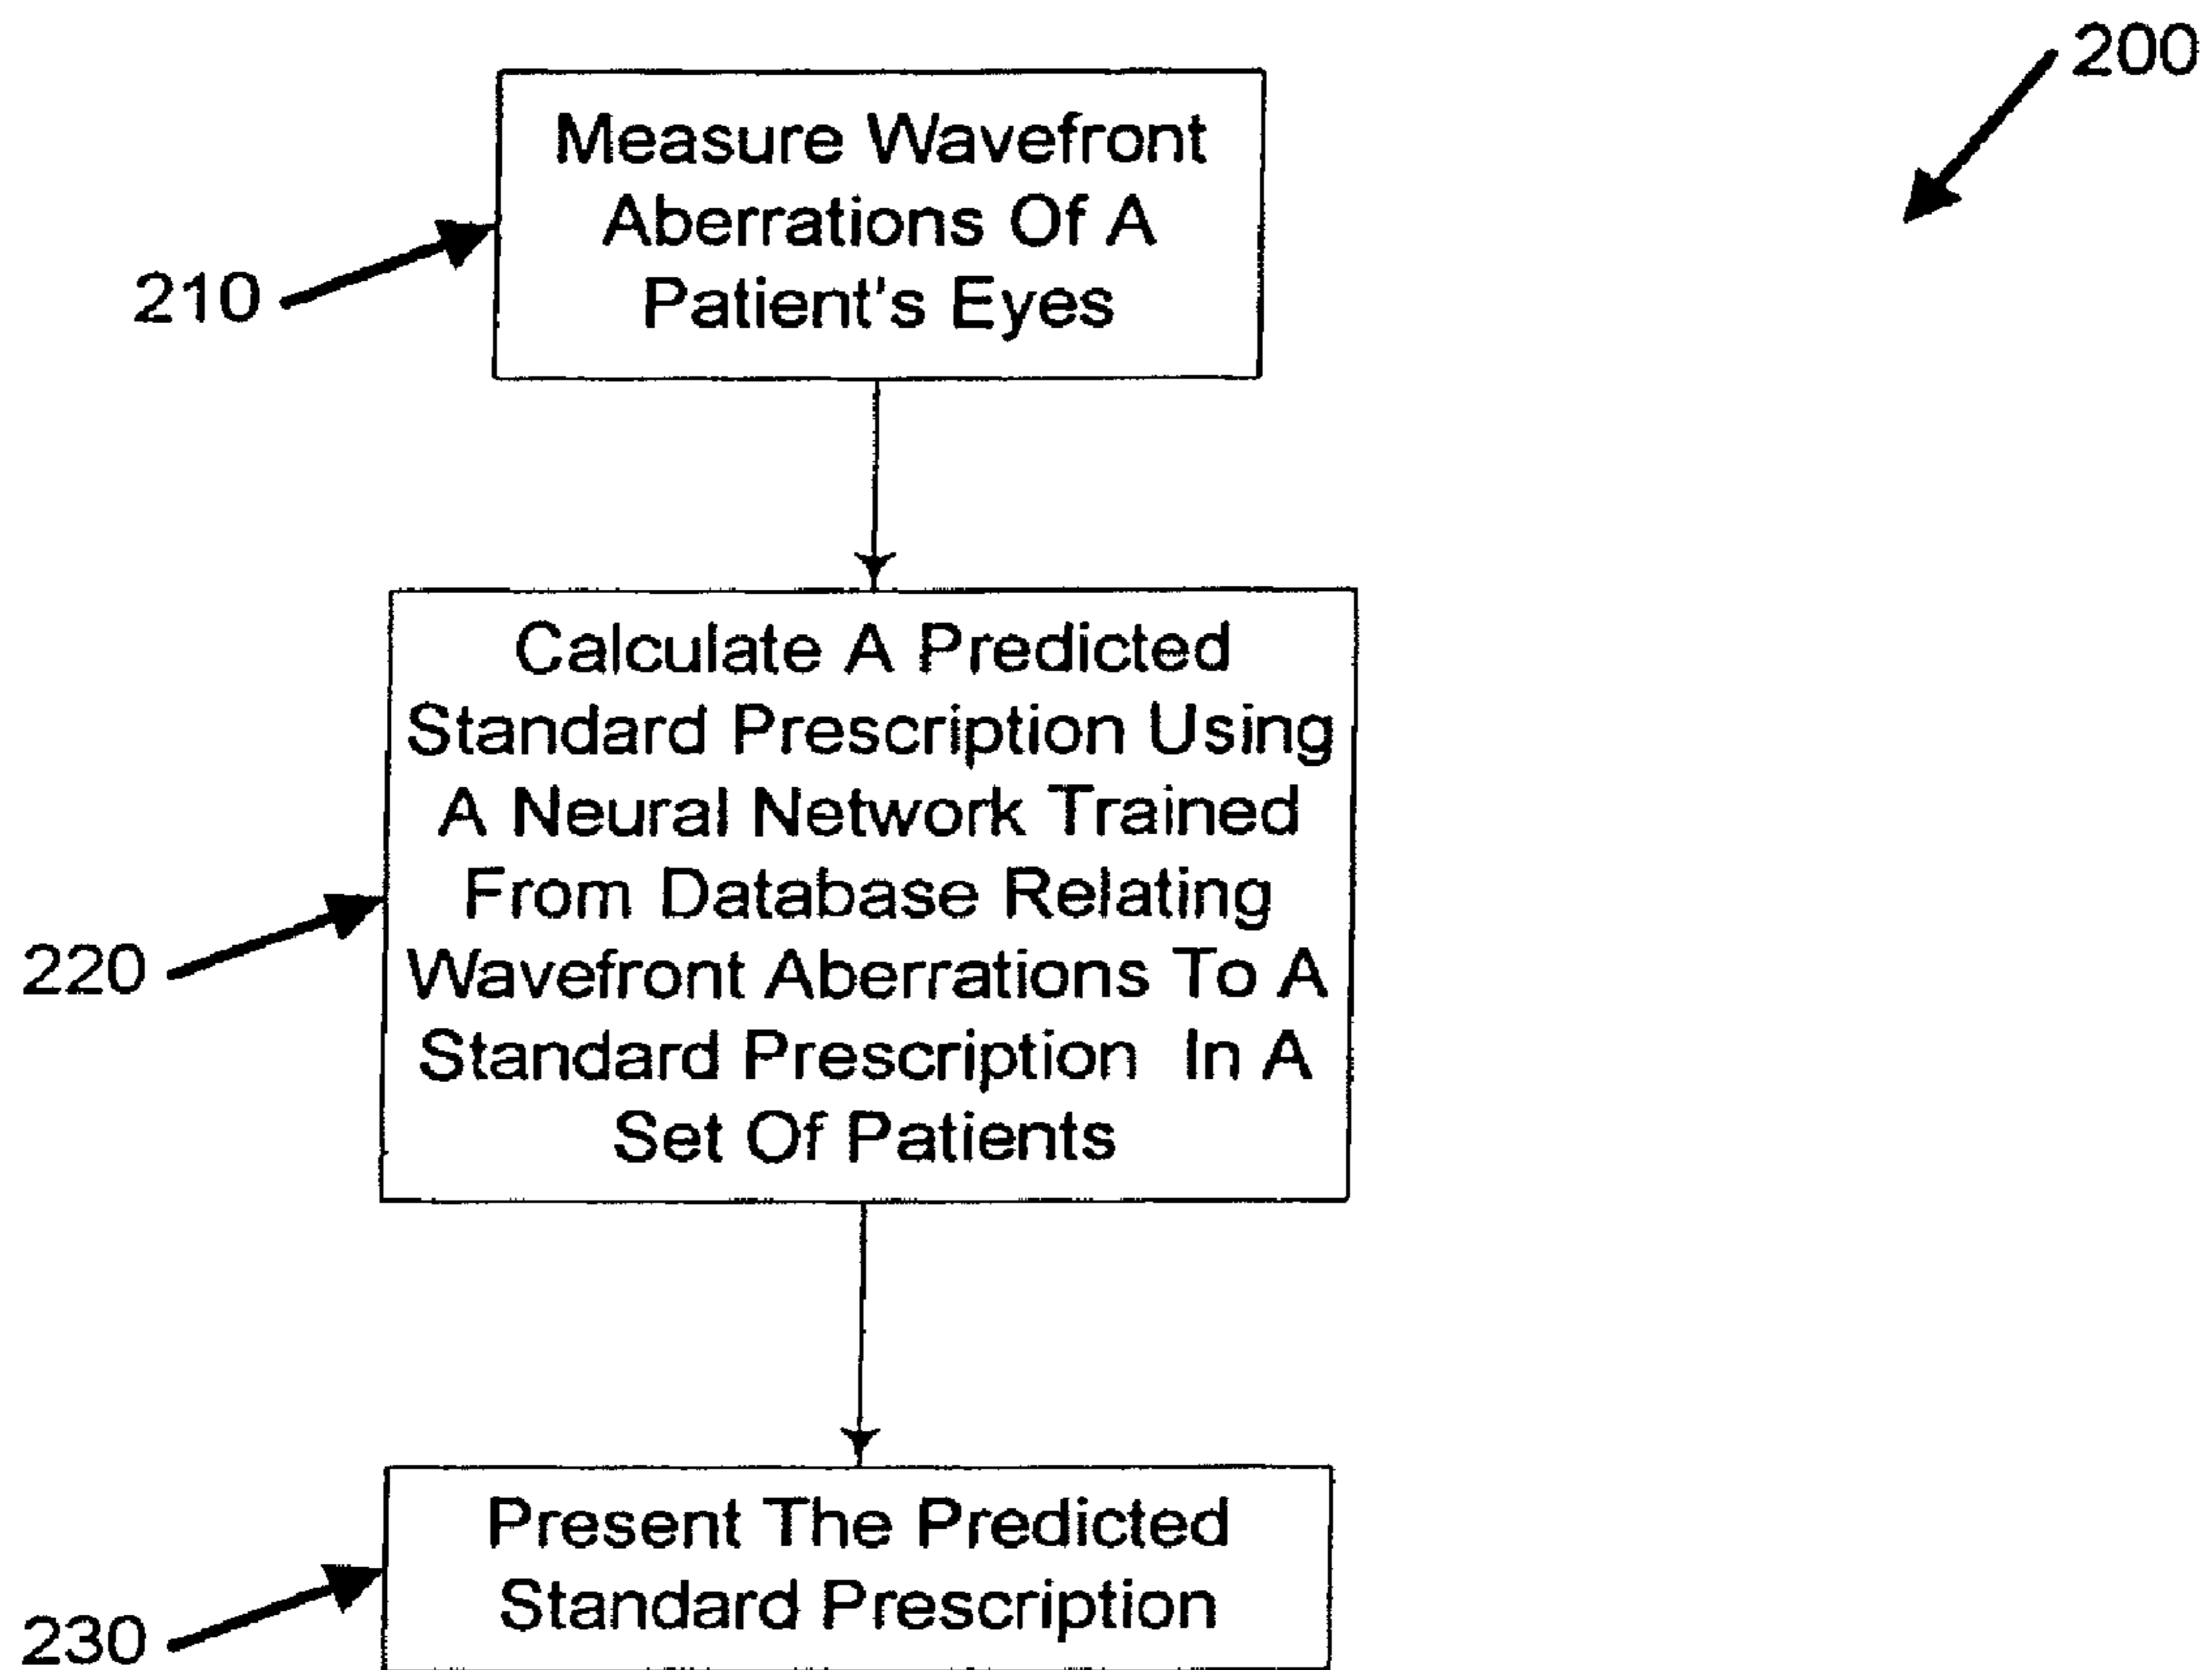 200
Measure Wavefront
Aberrations Of A
Patient's Eyes
210
Calculate A Predicted
Standard Prescription Using
A Neural Network Trained
From Database Relating
Wavefront Aberrations To A
Standard Prescription In A
Set Of Patients
220
Present The Predicted
Standard Prescription
230